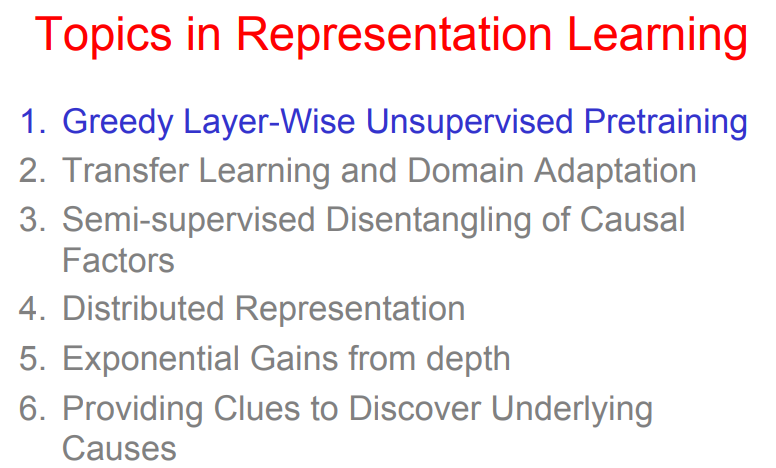 Topics in Representation Learning
1. Greedy Layer-Wise Unsupervised Pretraining
2. Transfer Learning and Domain Adaptation
3. Semi-supervised Disentangling of Causal
Factors
4. Distributed Representation
5. Exponential Gains from depth
6. Providing Clues to Discover Underlying
Causes